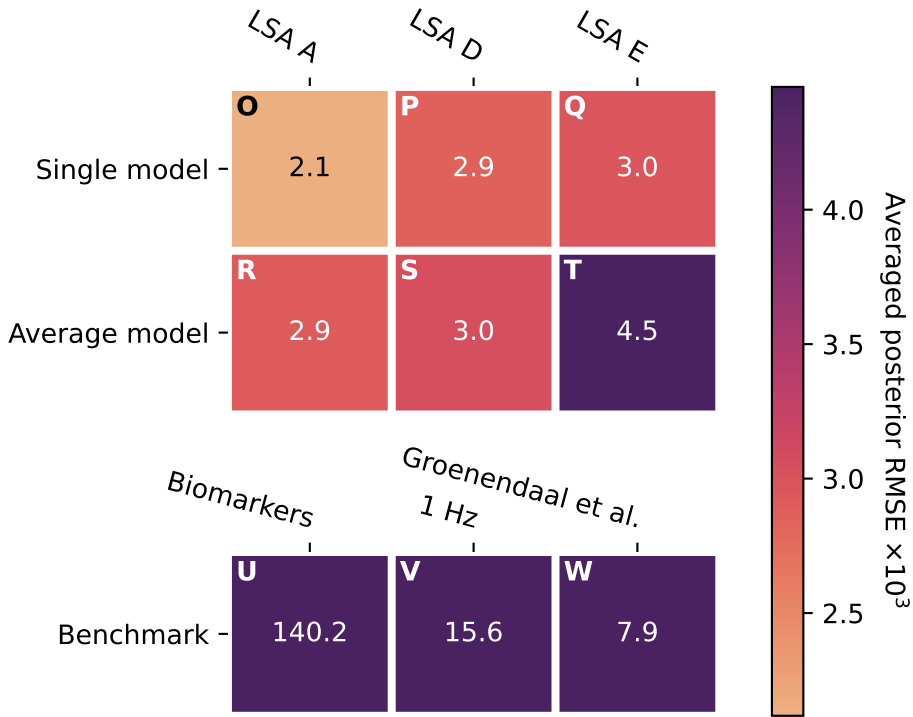 LSA A
LSA D
LSA E
Single model
O
2.1
P
2.9
Q
3.0
Average model
R
2.9
S
3.0
T
4.5
Biomarkers
1 Hz
Groenendaal et al.
Benchmark
U
140.2
V
15.6
W
7.9
4.0
3.5
3.0
2.5
Averaged posterior RMSE ×10³